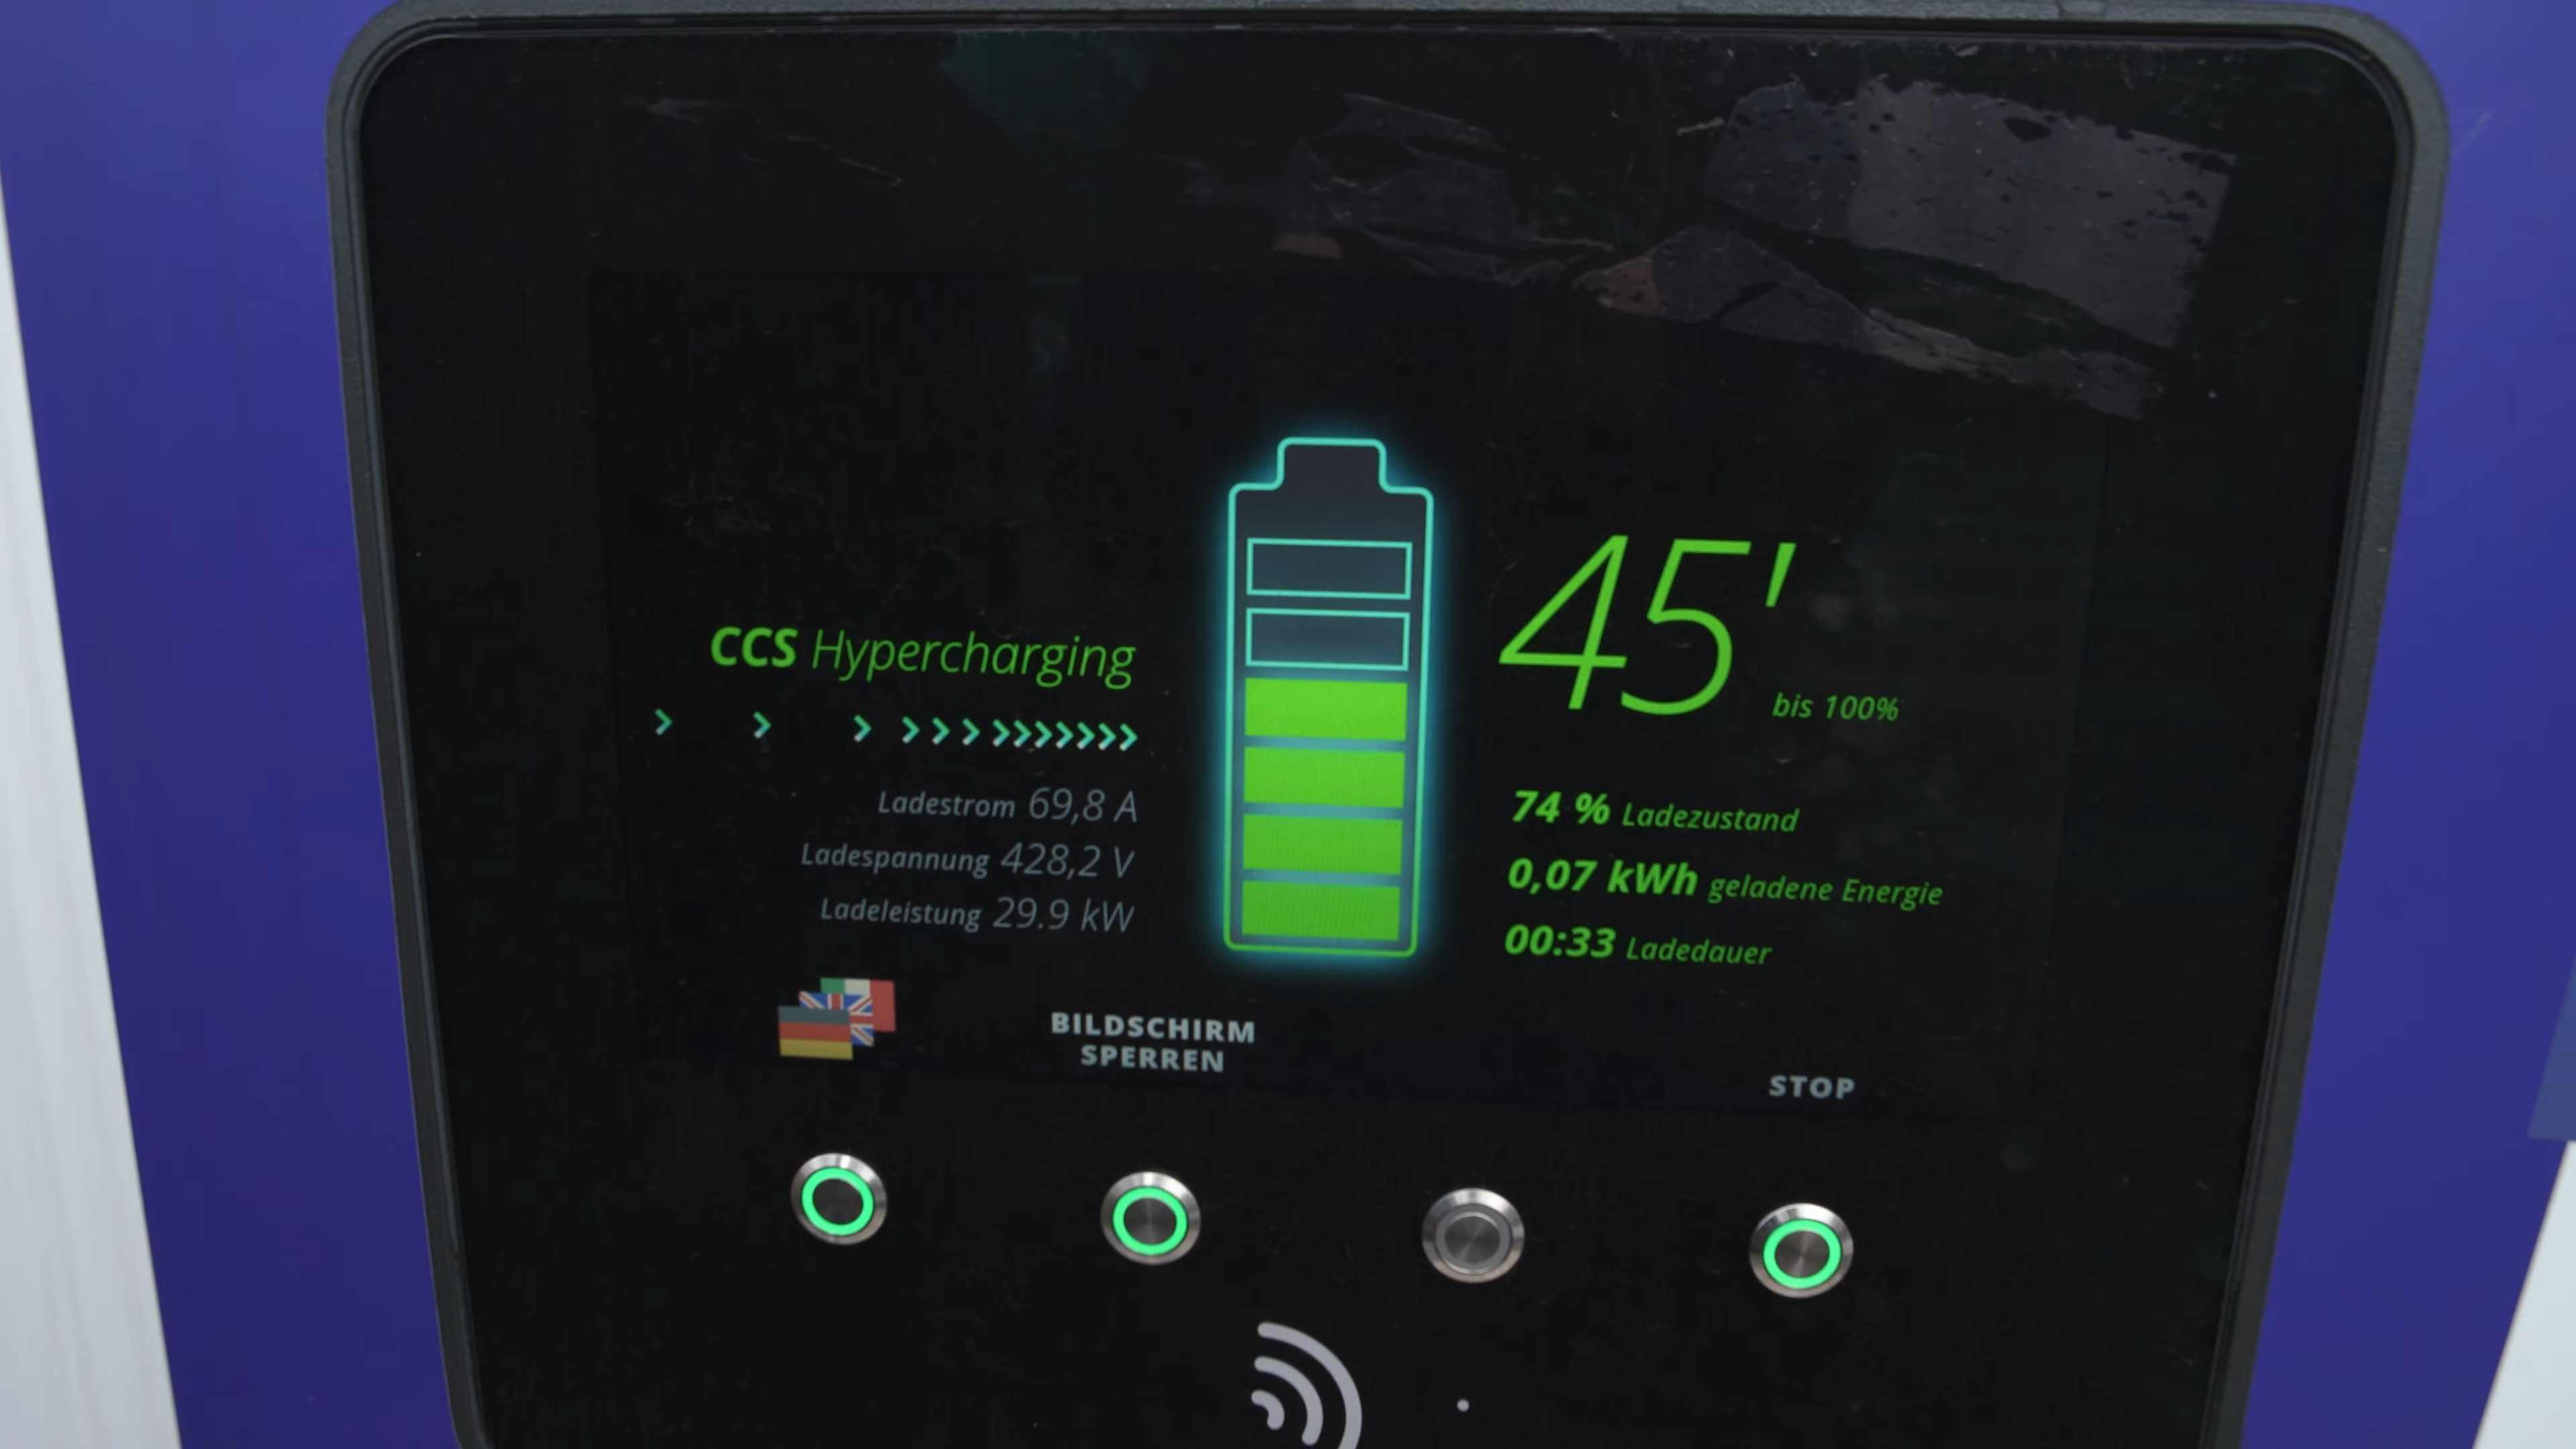 CCS Hypercharging
Ladestrom 69,8 A
Ladespannung 428,2 V
Ladeleistung 29.9 kW
45'
bis 100%
74 % Ladezustand
0,07 kWh geladene Energie
00:33 Ladedauer
BILDSCHIRM
SPERREN
STOP